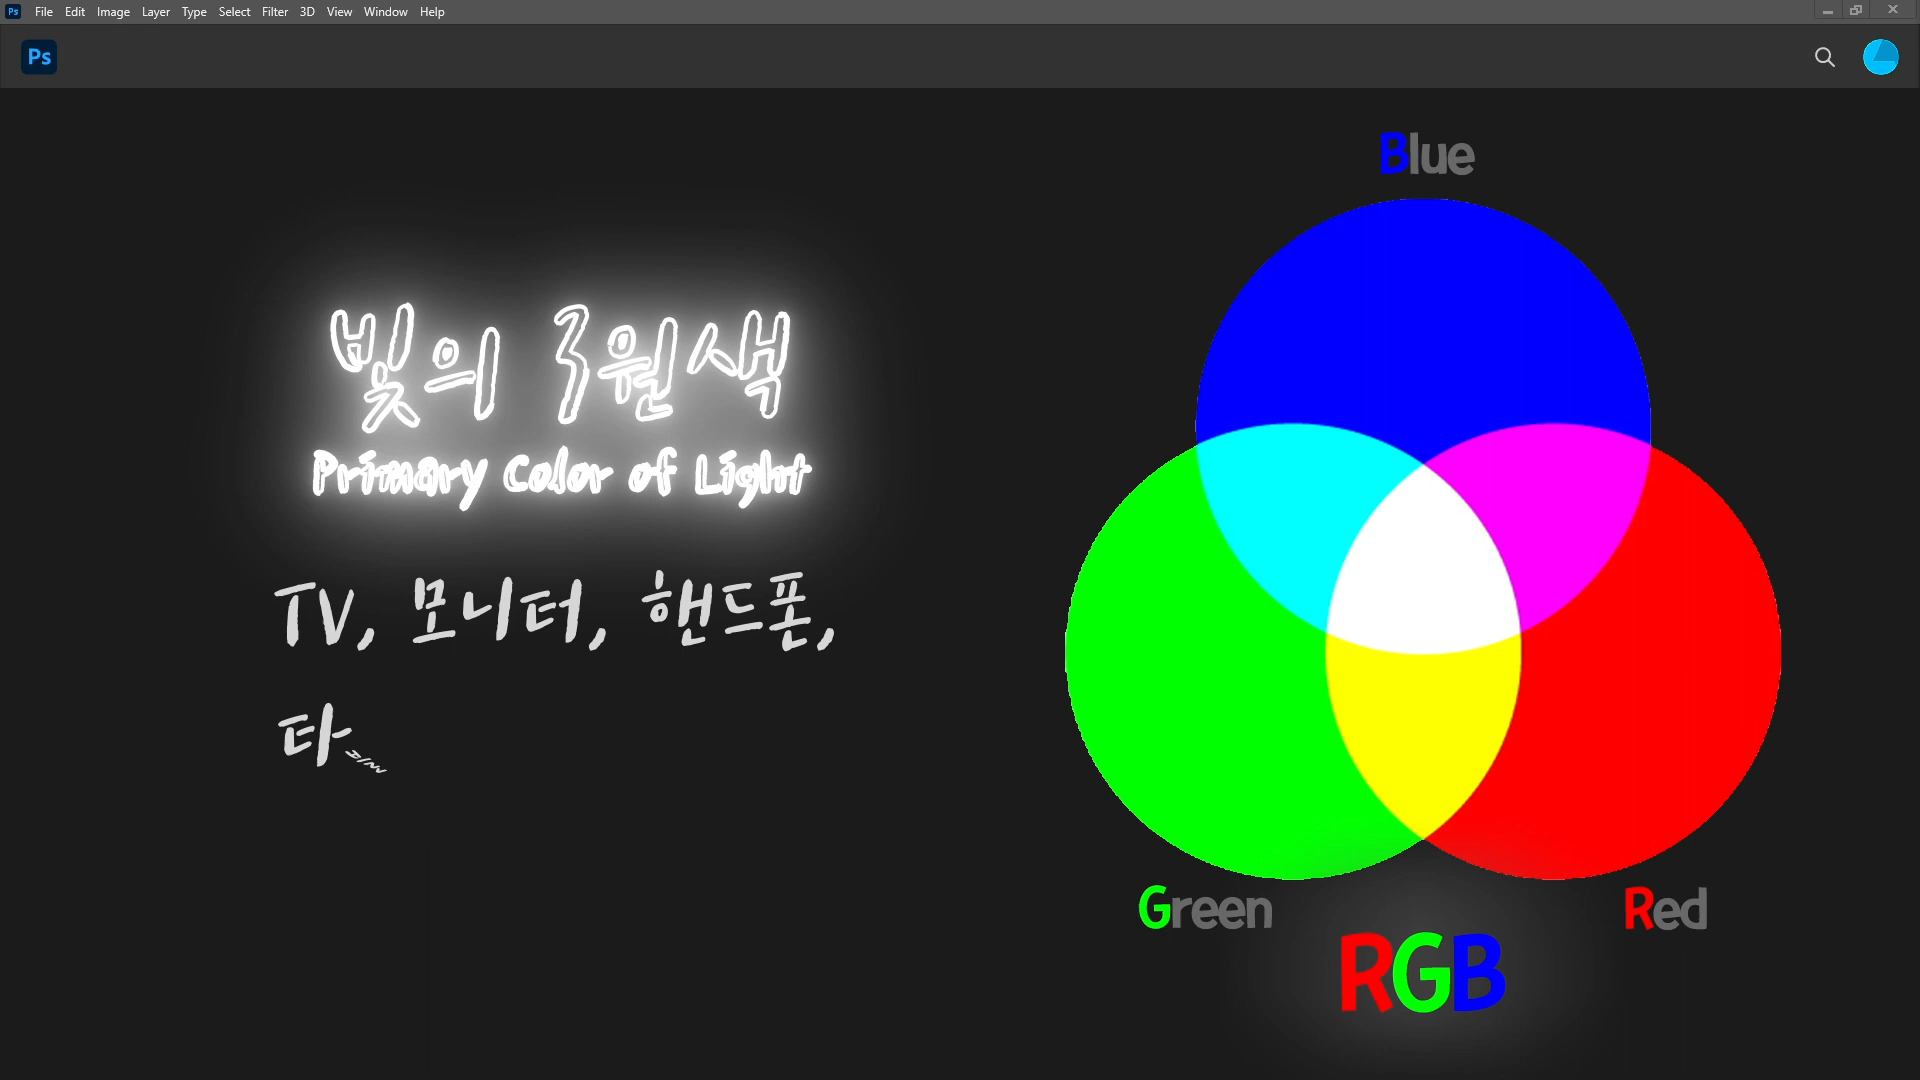 Ps File Edit Image Layer Type Select Filter 3D View Window Help
Ps
빛의 3원색
Primary Color of Light
TV, 모니터, 핸드폰,
타
Blue
Green
Red
RGB